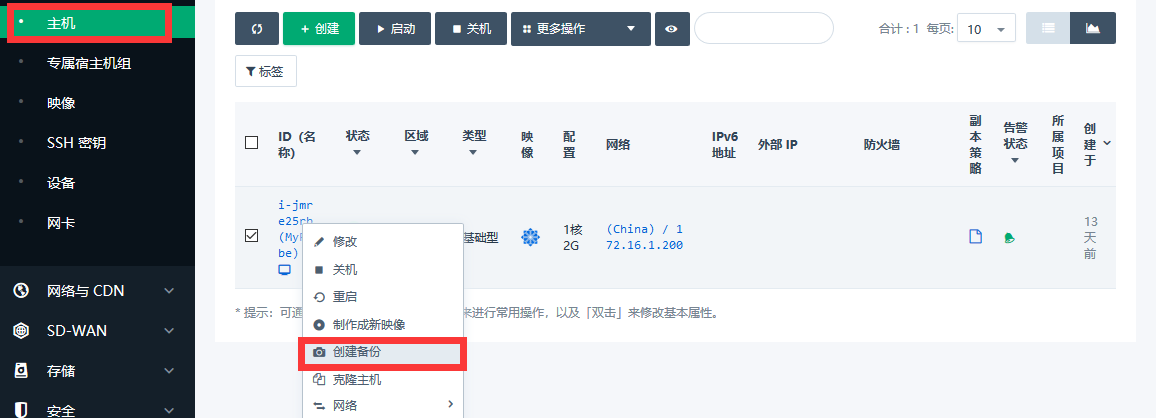 主机
专属宿主机组
映像
SSH 密钥
设备
网卡
网络与 CDN
SD-WAN
存储
安全
+ 创建
启动
关机
更多操作
合计 : 1 每页:
10
标签
ID（名称）
状态
区域
类型
映像
配置
网络
IPv6
地址
外部 IP
防火墙
副本策略
告警状态
所属项目
创建于
i-jmr
be)
基础型
1核
2G
(China) / 1
72.16.1.200
13
天
前
修改
关机
重启
制作成新映像
创建备份
克隆主机
网络
* 提示：可通
来进行常用操作，以及「双击」来修改基本属性。